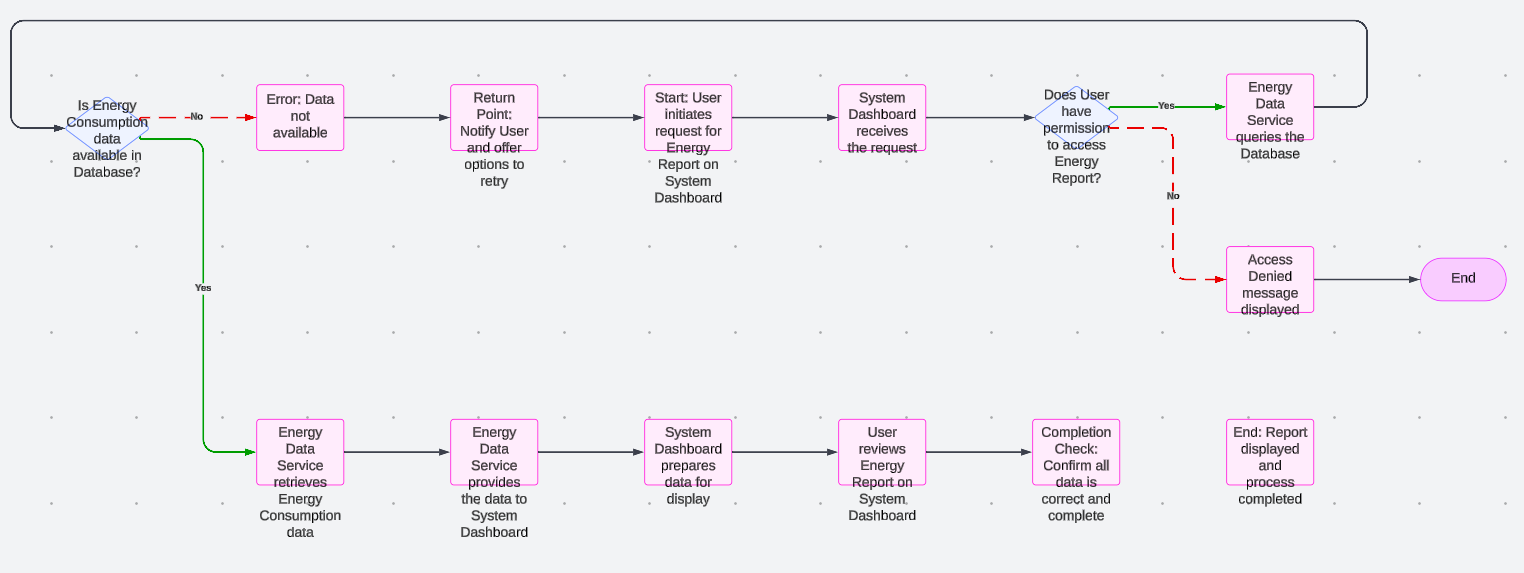 Is Energy
Consumption
data
available in
Database?
No
Error: Data
not
available
Return
Point:
Notify User
and offer
options to
retry
Start: User
initiates
request for
Energy
Report on
System
Dashboard
System
Dashboard
receives
the request
Does User
have
permission
to access
Energy
Report?
Yes
Energy
Data
Service
queries the
Database
No
Access
Denied
message
displayed
End
Yes
Energy
Data
Service
retrieves
Energy
Consumption
data
Energy
Data
Service
provides
the data to
System
Dashboard
System
Dashboard
prepares
data for
display
User
reviews
Energy
Report on
System
Dashboard
Completion
Check:
Confirm all
data is
correct and
complete
End: Report
displayed
and
process
completed